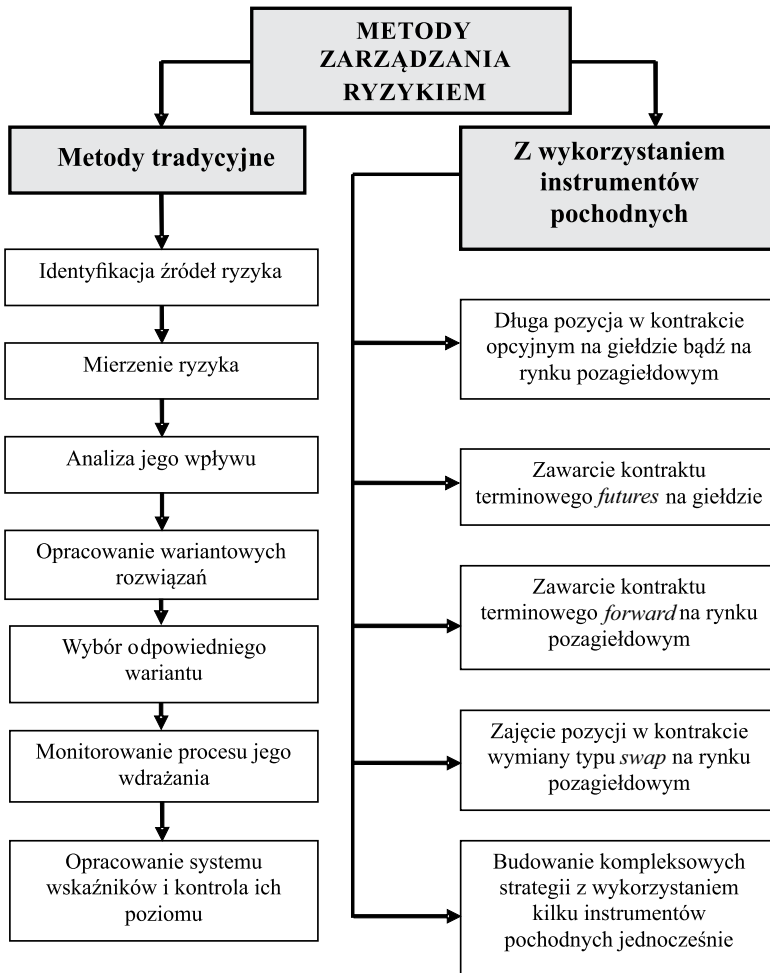 METODY
ZARZĄDZANIA
RYZYKIEM
Metody tradycyjne
Identyfikacja źródeł ryzyka
Mierzenie ryzyka
Analiza jego wpływu
Opracowanie wariantowych
rozwiązań
Wybór odpowiedniego
wariantu
Monitorowanie procesu jego
wdrażania
Opracowanie systemu
wskaźników i kontrola ich
poziomu
Z wykorzystaniem
instrumentów
pochodnych
Długa pozycja w kontrakcie
opcyjnym na giełdzie bądź na
rynku pozagiełdowym
Zawarcie kontraktu
terminowego futures na giełdzie
Zawarcie kontraktu
terminowego forward na rynku
pozagiełdowym
Zajęcie pozycji w kontrakcie
wymiany typu swap na rynku
pozagiełdowym
Budowanie kompleksowych
strategii z wykorzystaniem
kilku instrumentów
pochodnych jednocześnie